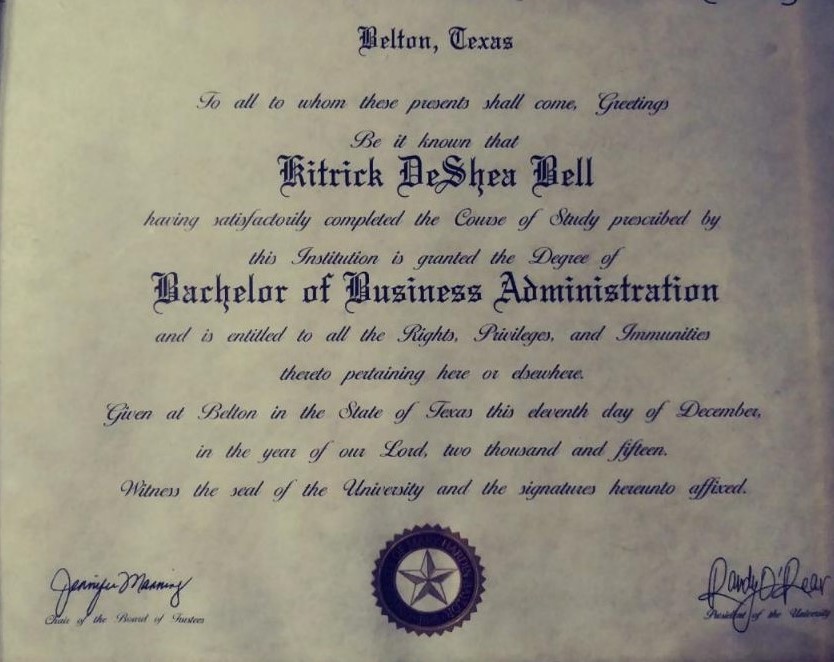 Belton, Texas
To all to whom these presents shall come, Greetings
Be it known that
Kitrick DeShea Bell
having satisfactorily completed the Course of Study prescribed by
this Institution is granted the Degree of
Bachelor of Business Administration
and is entitled to all the Rights, Privileges, and Immunities
thereto pertaining here or elsewhere.
Given at Belton in the State of Texas this eleventh day of December,
in the year of our Lord, two thousand and fifteen.
Witness the seal of the University and the signatures hereunto affixed.
Jennifer Manning
Randy O'Rear
Chair of the Board of Trustees
President of the University